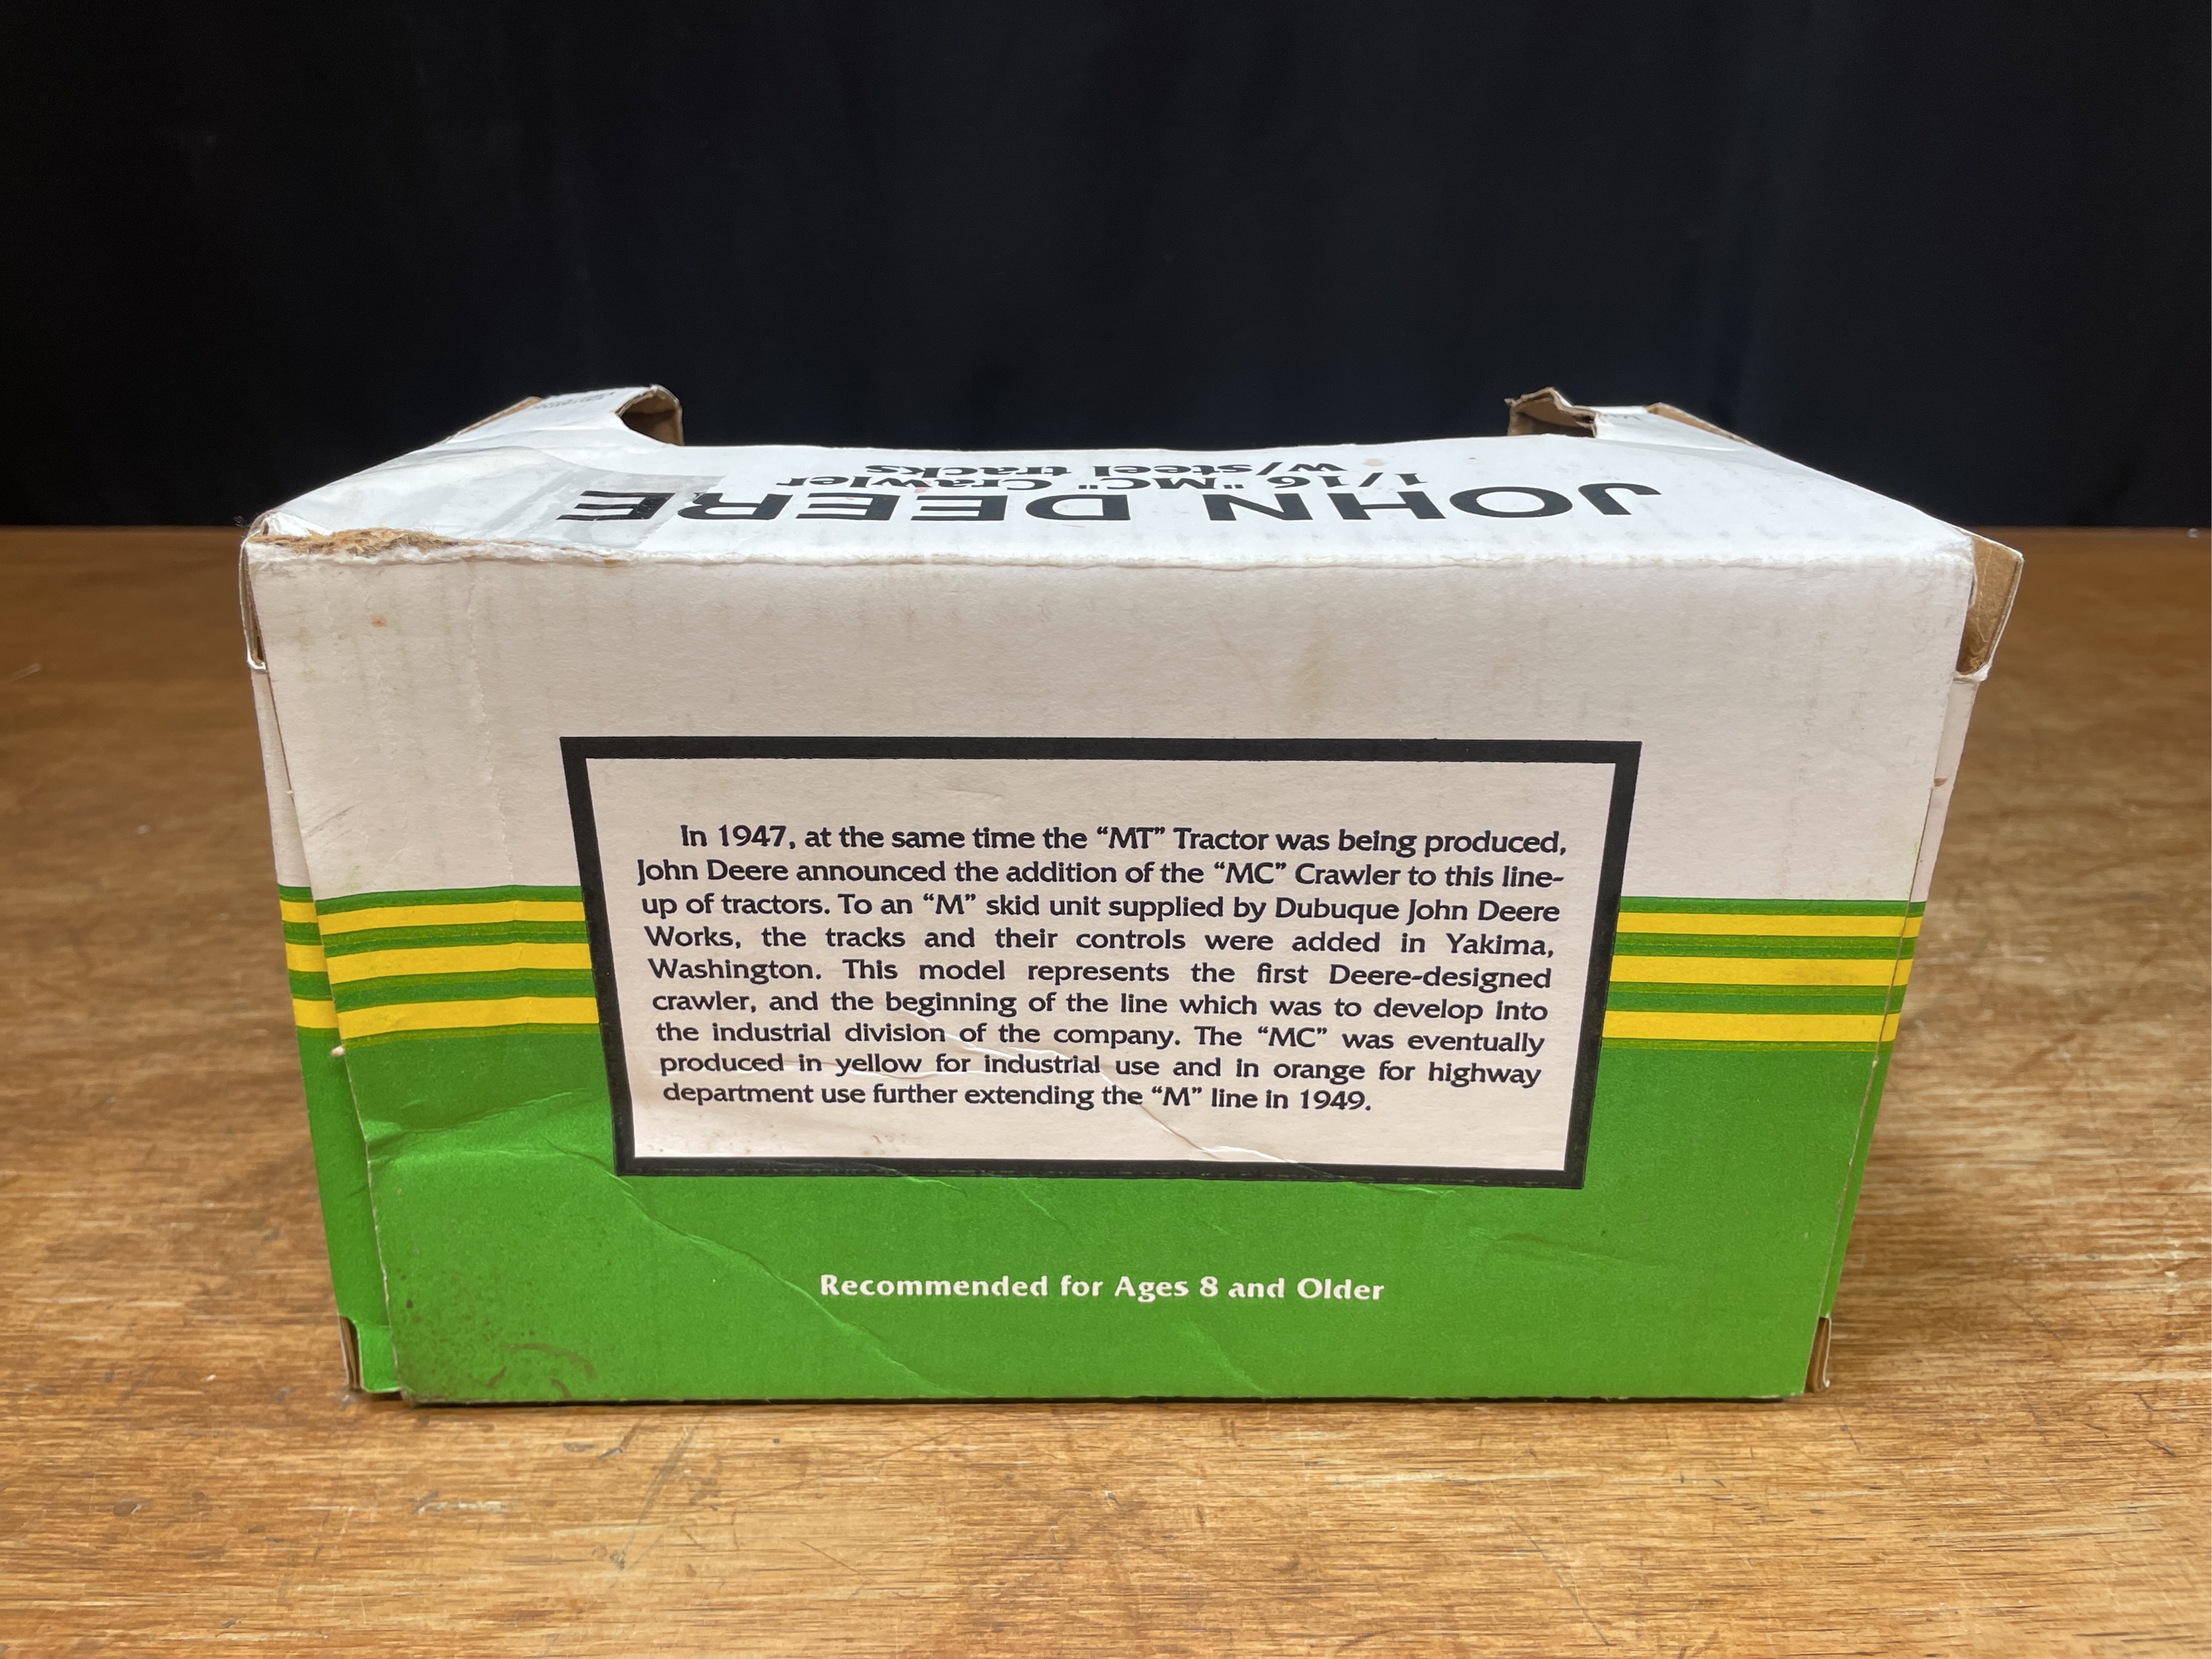 JOHN DEERE
1/16 "MC" Crawler
w/steel tracks
In 1947, at the same time the “MT” Tractor was being produced,
John Deere announced the addition of the “MC” Crawler to this line-
up of tractors. To an “M” skid unit supplied by Dubuque John Deere
Works, the tracks and their controls were added in Yakima,
Washington. This model represents the first Deere-designed
crawler, and the beginning of the line which was to develop into
the industrial division of the company. The “MC” was eventually
produced in yellow for industrial use and in orange for highway
department use further extending the “M” line in 1949.
Recommended for Ages 8 and Older